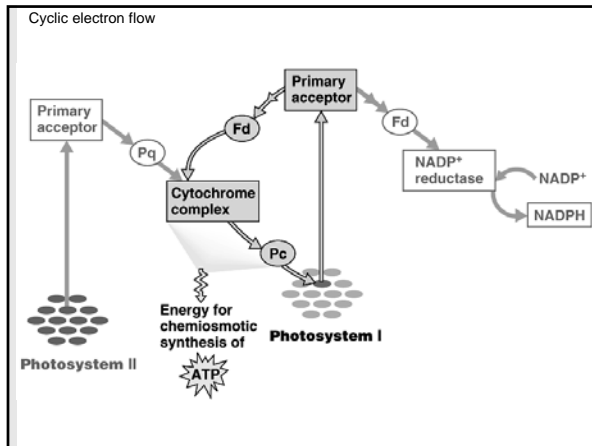 Cyclic electron flow
Primary
acceptor
Pq
Fd
Primary
acceptor
Fd
NADP⁺
reductase
NADP⁺
NADPH
Cytochrome
complex
Pc
Energy for
chemiosmotic
synthesis of
ATP
Photosystem I
Photosystem II